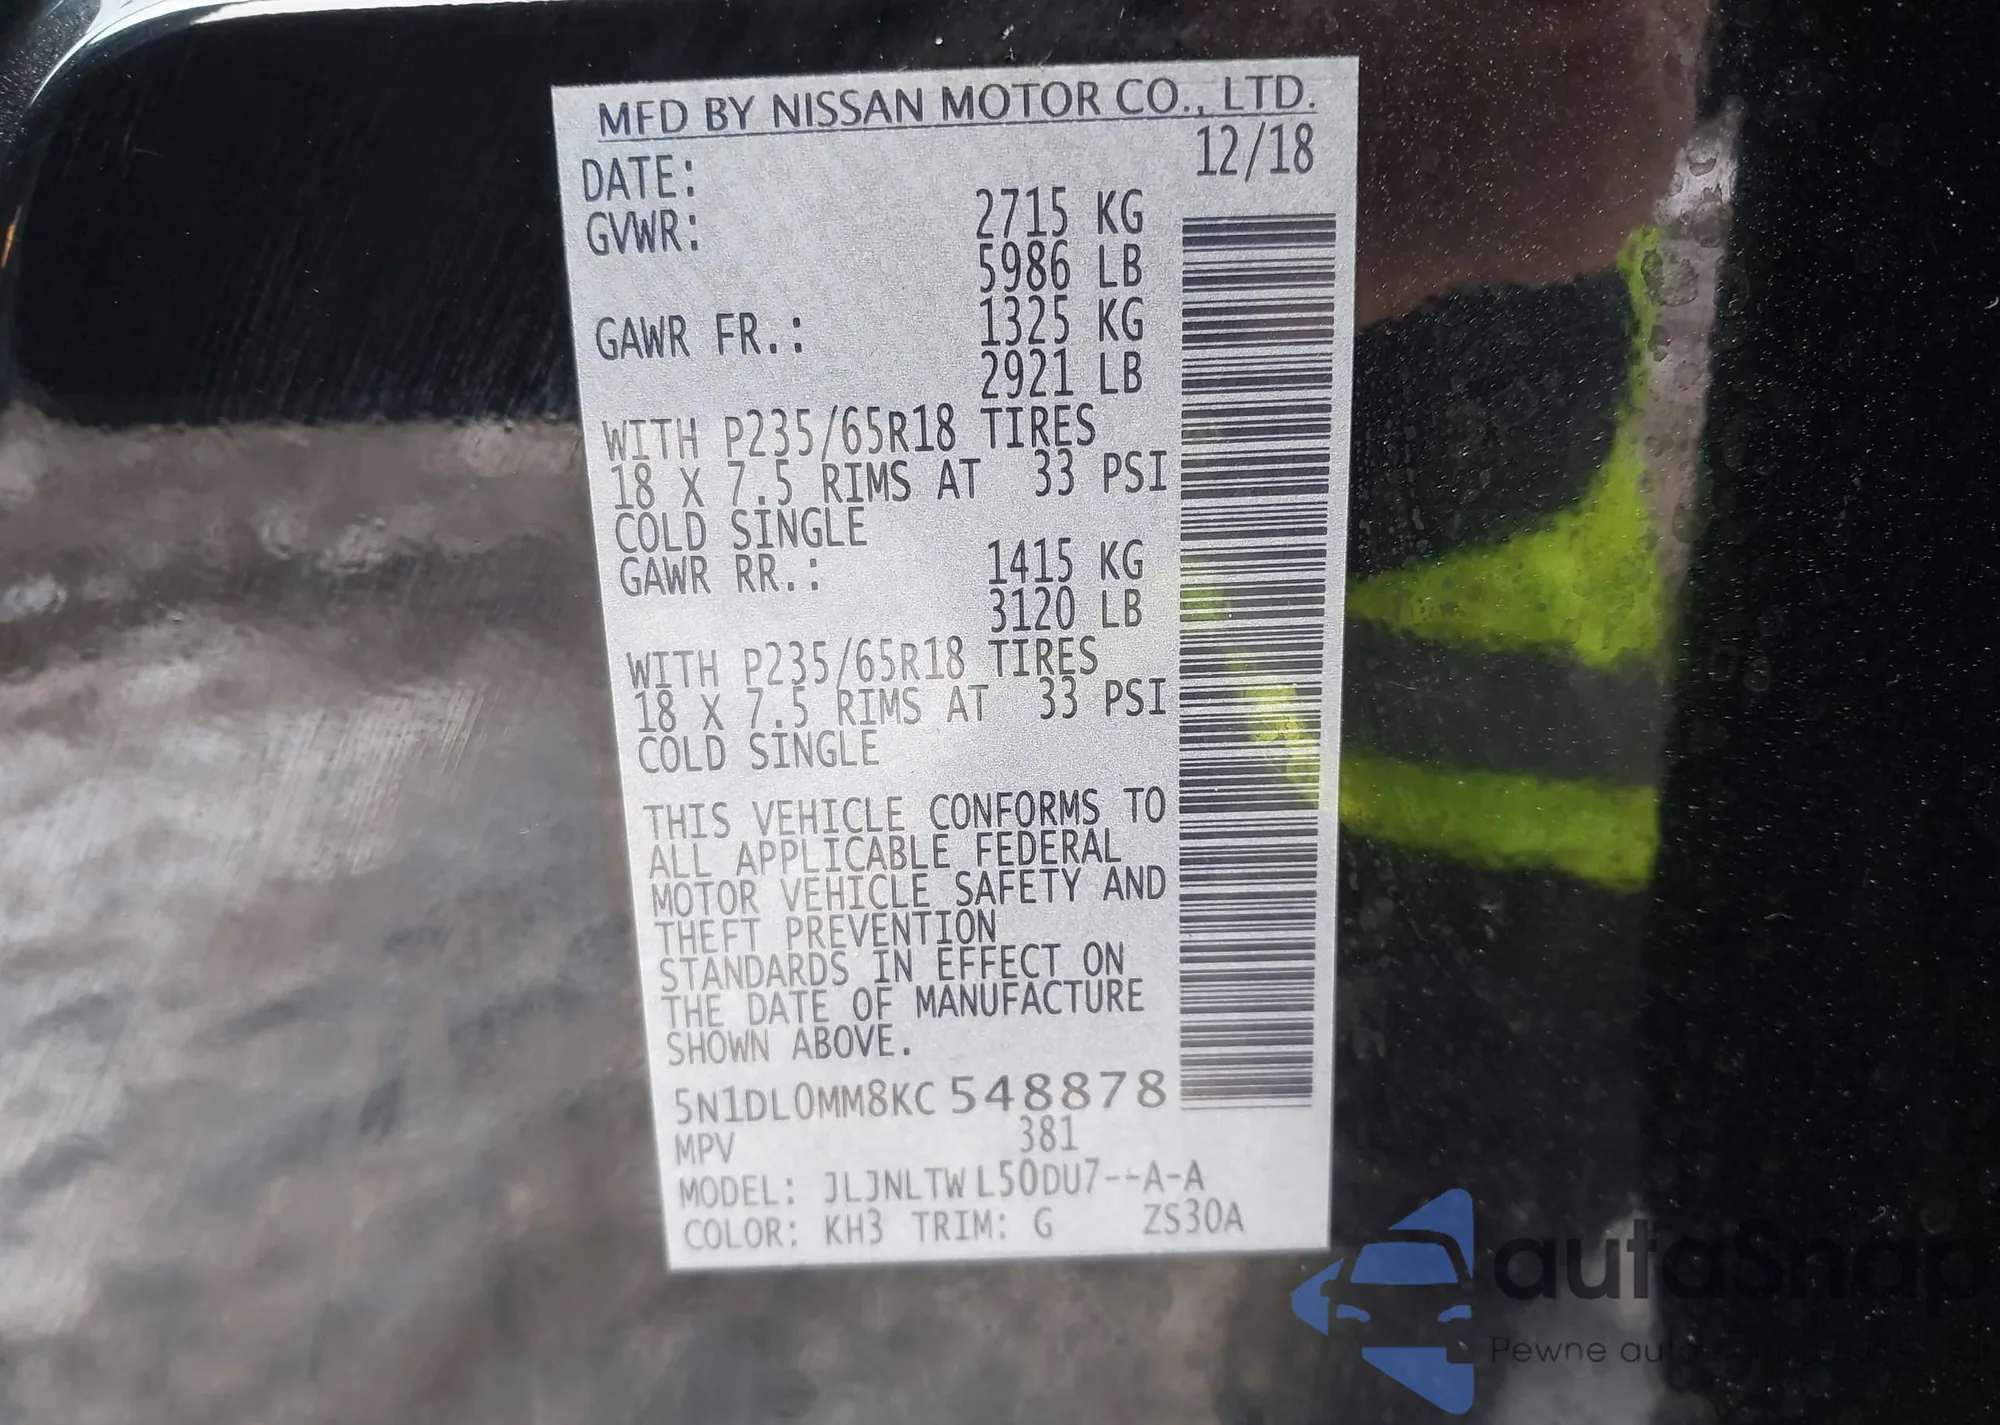 MFD BY NISSAN MOTOR CO., LTD.
DATE: 12/18
GVWR: 2715 KG
5986 LB
GAWR FR.: 1325 KG
2921 LB
WITH P235/65R18 TIRES
18 X 7.5 RIMS AT 33 PSI
COLD SINGLE
GAWR RR.: 1415 KG
3120 LB
WITH P235/65R18 TIRES
18 X 7.5 RIMS AT 33 PSI
COLD SINGLE
THIS VEHICLE CONFORMS TO
ALL APPLICABLE FEDERAL
MOTOR VEHICLE SAFETY AND
THEFT PREVENTION
STANDARDS IN EFFECT ON
THE DATE OF MANUFACTURE
SHOWN ABOVE.
5N1DL0MM8KC548878
MPV 381
MODEL: JLJNLTWL50DU7--A-A
COLOR: KH3 TRIM: G ZS30A
autaSnap
Pewne auta